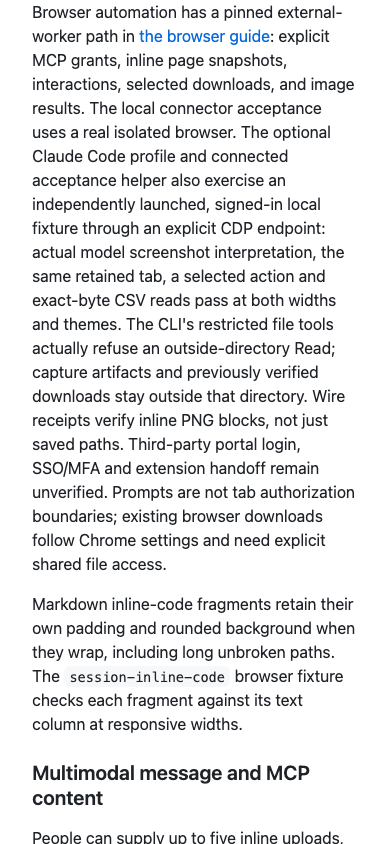 Browser automation has a pinned external-
worker path in the browser guide: explicit
MCP grants, inline page snapshots,
interactions, selected downloads, and image
results. The local connector acceptance
uses a real isolated browser. The optional
Claude Code profile and connected
acceptance helper also exercise an
independently launched, signed-in local
fixture through an explicit CDP endpoint:
actual model screenshot interpretation, the
same retained tab, a selected action and
exact-byte CSV reads pass at both widths
and themes. The CLI's restricted file tools
actually refuse an outside-directory Read;
capture artifacts and previously verified
downloads stay outside that directory. Wire
receipts verify inline PNG blocks, not just
saved paths. Third-party portal login,
SSO/MFA and extension handoff remain
unverified. Prompts are not tab authorization
boundaries; existing browser downloads
follow Chrome settings and need explicit
shared file access.
Markdown inline-code fragments retain their
own padding and rounded background when
they wrap, including long unbroken paths.
The session-inline-code browser fixture
checks each fragment against its text
column at responsive widths.
Multimodal message and MCP
content
People can supply up to five inline uploads,